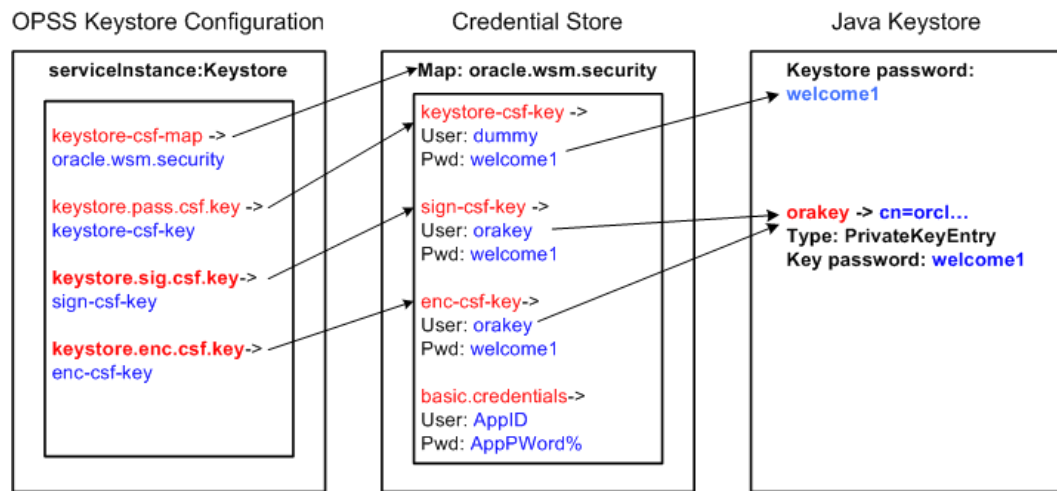 OPSS Keystore Configuration
serviceInstance:Keystore
keystore-csf-map ->
oracle.wsm.security
keystore.pass.csf.key->
keystore-csf-key
keystore.sig.csf.key->
sign-csf-key
keystore.enc.csf.key->
enc-csf-key
Credential Store
Map: oracle.wsm.security
keystore-csf-key ->
User: dummy
Pwd: welcome1
sign-csf-key ->
User: orakey
Pwd: welcome1
enc-csf-key->
User: orakey
Pwd: welcome1
basic.credentials->
User: AppID
Pwd: AppPWord%
Java Keystore
Keystore password:
welcome1
orakey -> cn=orcl...
Type: PrivateKeyEntry
Key password: welcome1